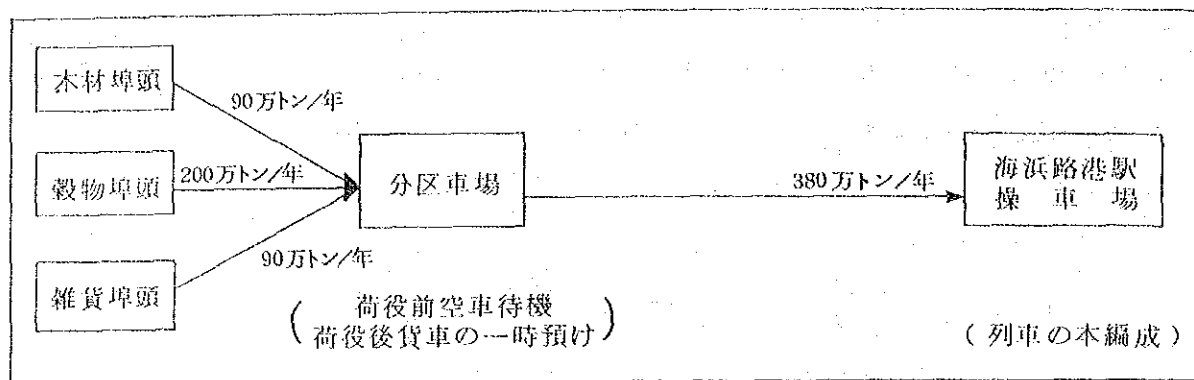 木材埠頭
90万トン/年
穀物埠頭
200万トン/年
分区車場
380万トン/年
海浜路港駅
操車場
雑貨埠頭
90万トン/年
(荷役前空車待機
荷役後貨車の一時預け)
(列車の本編成)